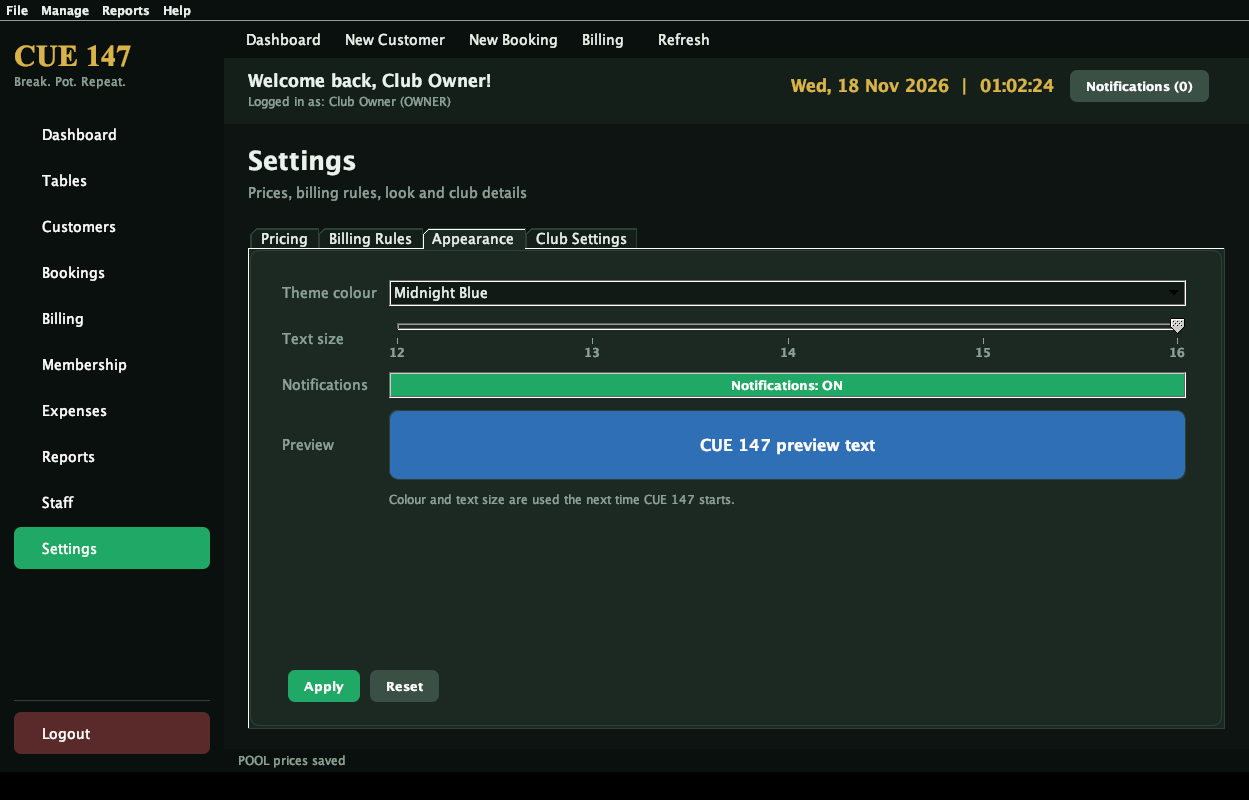 File Manage Reports Help
CUE 147
Break. Pot. Repeat.
Dashboard
Tables
Customers
Bookings
Billing
Membership
Expenses
Reports
Staff
Settings
Logout
Dashboard New Customer New Booking Billing Refresh
Welcome back, Club Owner!
Logged in as: Club Owner (OWNER)
Wed, 18 Nov 2026 | 01:02:24
Notifications (0)
Settings
Prices, billing rules, look and club details
Pricing Billing Rules Appearance Club Settings
Theme colour Midnight Blue
Text size
12 13 14 15 16
Notifications Notifications: ON
Preview CUE 147 preview text
Colour and text size are used the next time CUE 147 starts.
Apply Reset
POOL prices saved